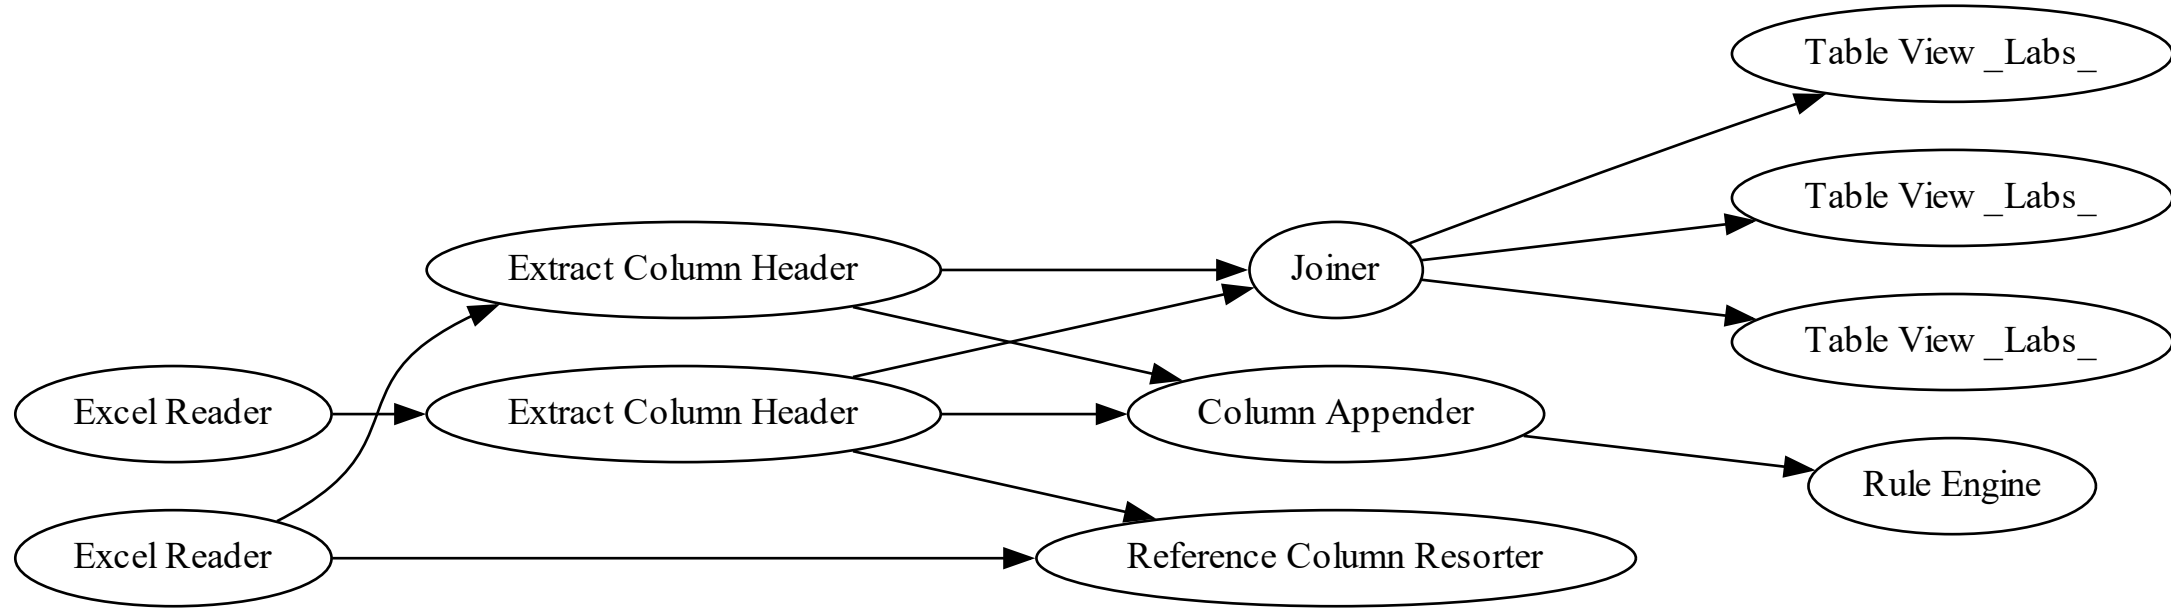 Table View _Labs_
Table View _Labs_
Extract Column Header
Joiner
Table View _Labs_
Excel Reader
Extract Column Header
Column Appender
Rule Engine
Excel Reader
Reference Column Resorter